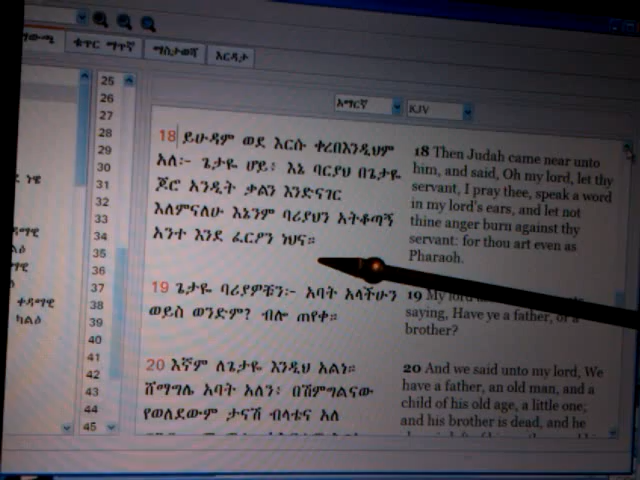 ቁጥር ማጥኛ
ማስታወሻ
እርዳታ
አማርኛ
KJV
25
26
27
28
29
30
31
32
33
34
35
36
37
38
39
40
41
42
43
44
45
18 ይሁዳም ወደ እርሱ ቀረበእንዲህም
አለ፦ ጌታዬ ሆይ፥ እኔ ባርያህ በጌታዬ
ጆሮ አንዲት ቃልን እንድናገር
እለምናለሁ እኔንም ባሪያህን አትቆጣኝ
አንተ እንደ ፈርዖን ነህና።
19 ጌታዬ ባሪያዎቹን፦ አባት አላችሁን
ወይስ ወንድም? ብሎ ጠየቀ።
20 እኛም ለጌታዬ እንዲህ አልነ።
ሽማግሌ አባት አለን፥ በሽምግልናው
የወለደውም ታናሽ ብላቴና አለ
18 Then Judah came near unto
him, and said, Oh my lord, let thy
servant, I pray thee, speak a word
in my lord's ears, and let not
thine anger burn against thy
servant: for thou art even as
Pharaoh.
19 My lord
saying, Have ye a father, or a
brother?
20 And we said unto my lord, We
have a father, an old man, and a
child of his old age, a little one;
and his brother is dead, and he